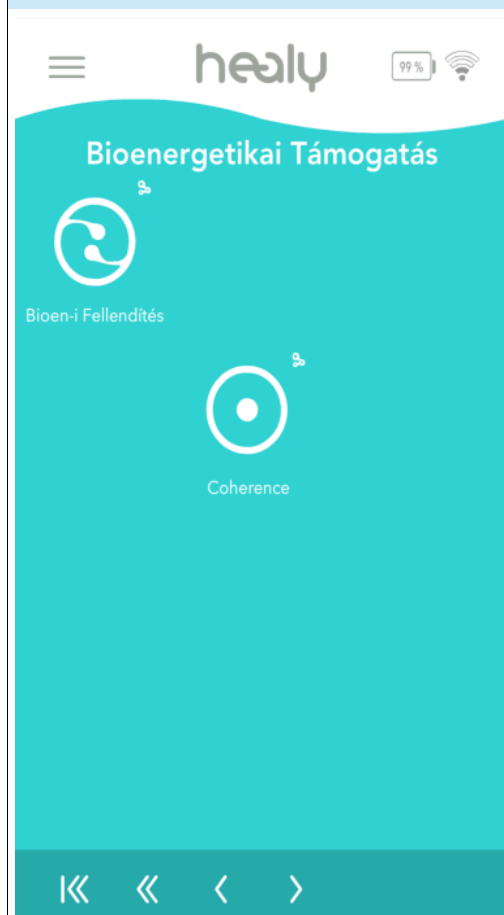 healy
99 %
Bioenergetikai Támogatás
Bioen-i Fellendítés
Coherence